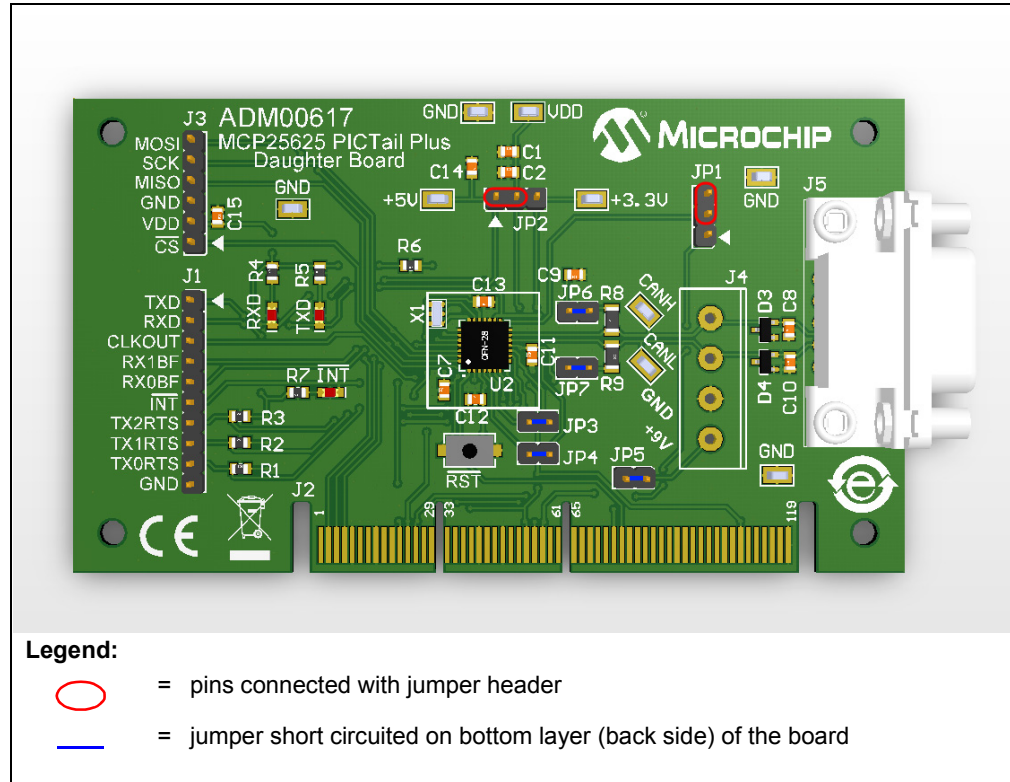 ADM00617
MCP25625 PICTail Plus
Daughter Board
MICROCHIP
J3
MOSI
SCK
MISO
GND
VDD
CS
C15
GND
GND
VDD
C1
C2
C14
+5V
JP2
+3.3V
JP1
GND
J5
J1
TXD
RXD
CLKOUT
RX1BF
RX0BF
INT
TX2RTS
TX1RTS
TX0RTS
GND
R4
R5
RXD
TXD
R6
R7
INT
R3
R2
R1
X1
C13
QFN-28
C11
C7
U2
C12
C9
JP6
R8
CANH
J4
D3
C8
JP7
R9
CANL
GND
+9V
D4
C10
JP3
JP4
JP5
GND
RST
J2
1
29
33
61
65
119
CE
e
Legend:
= pins connected with jumper header
= jumper short circuited on bottom layer (back side) of the board